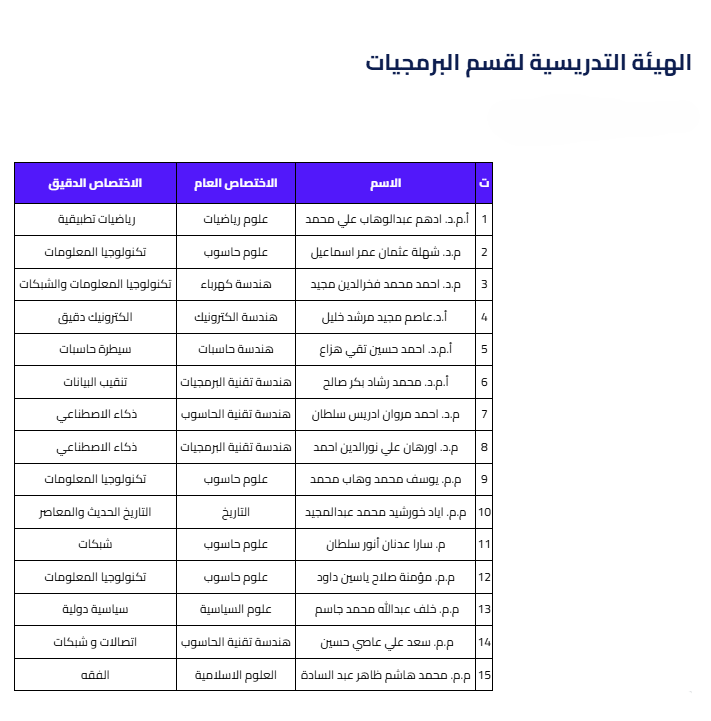 الهيئة التدريسية لقسم البرمجيات
ت الاسم الاختصاص العام الاختصاص الدقيق
1 أ.م.د. ادهم عبدالوهاب علي محمد علوم رياضيات رياضيات تطبيقية
2 م.د. شهلة عثمان عمر اسماعيل علوم حاسوب تكنولوجيا المعلومات
3 م.د. احمد محمد فخرالدين مجيد هندسة كهرباء تكنولوجيا المعلومات والشبكات
4 أ.د.عاصم مجيد مرشد خليل هندسة الكترونيك الكترونيك دقيق
5 أ.م.د. احمد حسين تقي هزاع هندسة حاسبات سيطرة حاسبات
6 أ.م.د. محمد رشاد بكر صالح هندسة تقنية البرمجيات تنقيب البيانات
7 م.د. احمد مروان ادريس سلطان هندسة تقنية الحاسوب ذكاء الاصطناعي
8 م.د. اورهان علي نورالدين احمد هندسة تقنية البرمجيات ذكاء الاصطناعي
9 م.م. يوسف محمد وهاب محمد علوم حاسوب تكنولوجيا المعلومات
10 م.م. اياد خورشيد محمد عبدالمجيد التاريخ التاريخ الحديث والمعاصر
11 م. سارا عدنان أنور سلطان علوم حاسوب شبكات
12 م.م. مؤمنة صلاح ياسين داود علوم حاسوب تكنولوجيا المعلومات
13 م.م. خلف عبدالله محمد جاسم علوم السياسية سياسية دولية
14 م.م. سعد علي عاصي حسين هندسة تقنية الحاسوب اتصالات و شبكات
15 م.م. محمد هاشم ظاهر عبد السادة العلوم الاسلامية الفقه